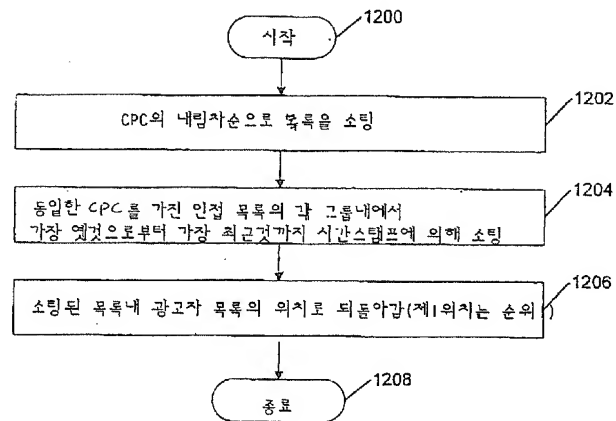 1200
시작
1202
CPC의 내림차순으로 목록을 소팅
1204
동일한 CPC를 가진 인접 목록의 각 그룹내에서
가장 옛것으로부터 가장 최근것까지 시간스탬프에 의해 소팅
1206
소팅된 목록내 광고자 목록의 위치로 되돌아감(제1위치는 순위 )
1208
종료